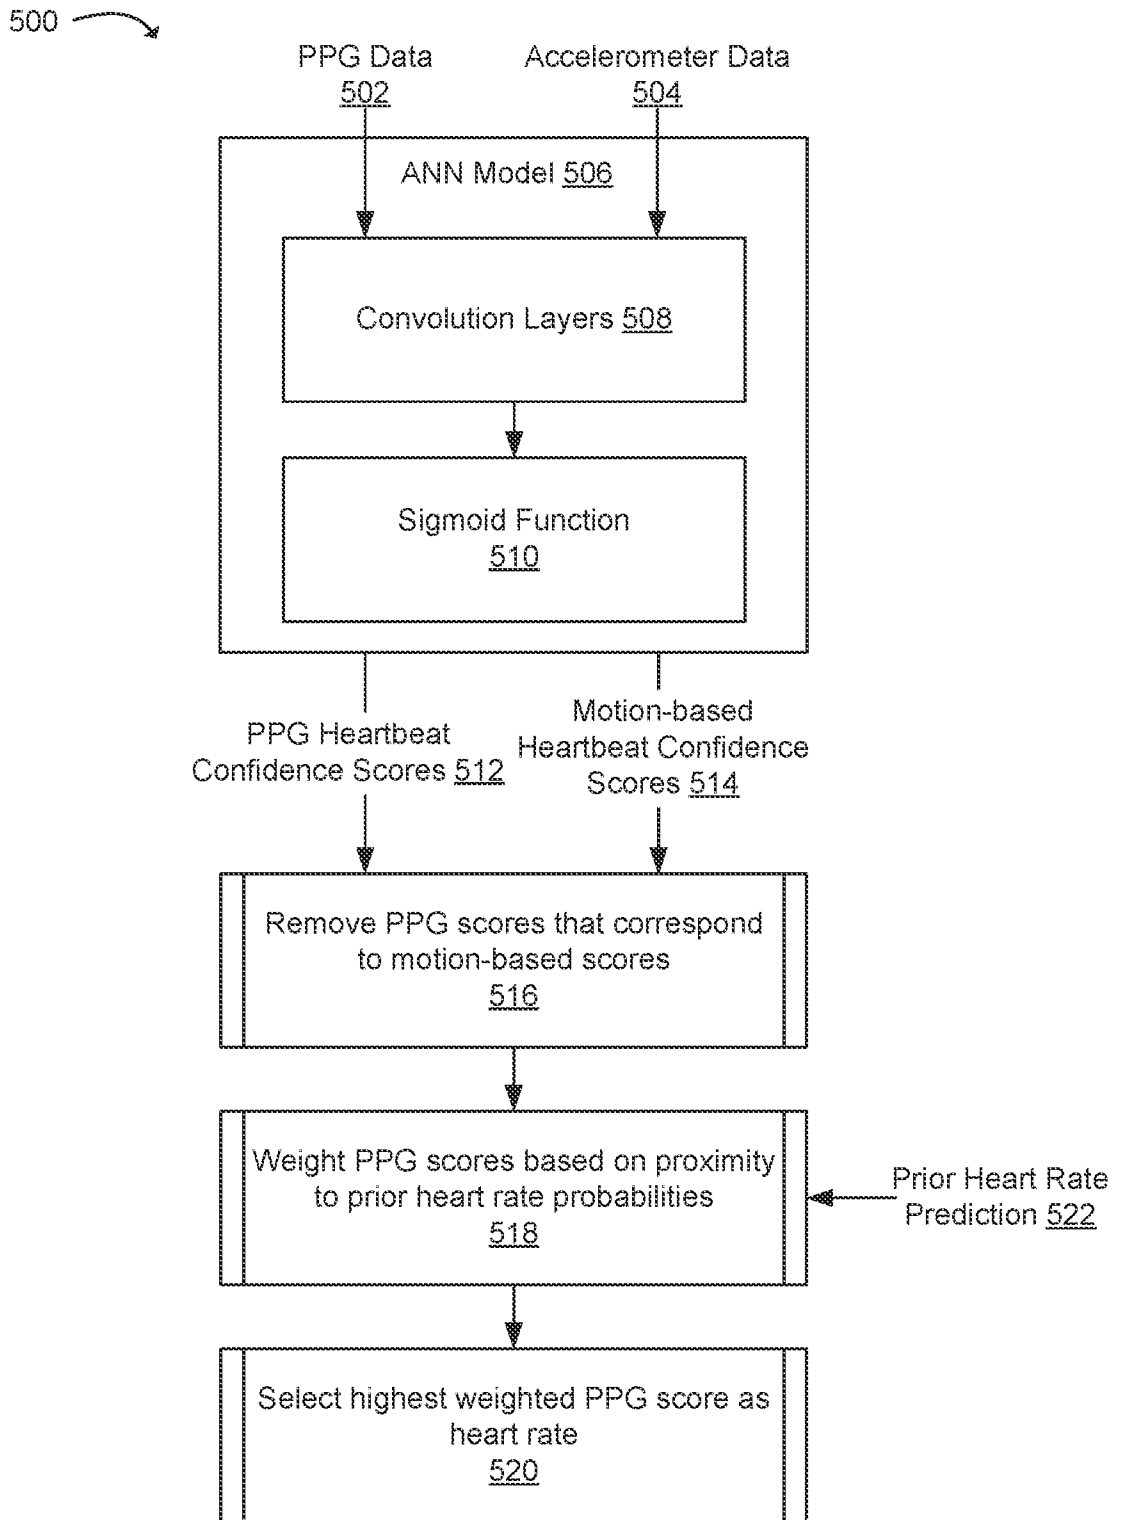 500
PPG Data
502
Accelerometer Data
504
ANN Model 506
Convolution Layers 508
Sigmoid Function
510
PPG Heartbeat
Confidence Scores 512
Motion-based
Heartbeat Confidence
Scores 514
Remove PPG scores that correspond
to motion-based scores
516
Weight PPG scores based on proximity
to prior heart rate probabilities
518
Prior Heart Rate
Prediction 522
Select highest weighted PPG score as
heart rate
520